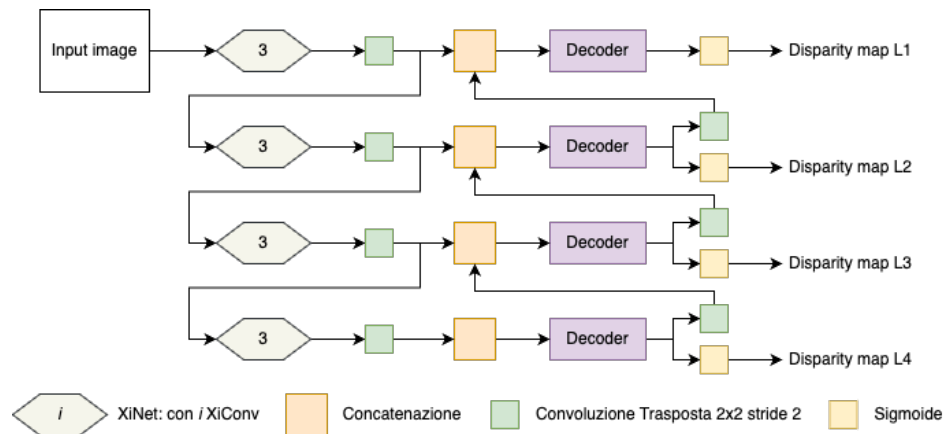 Input image
3
Decoder
Disparity map L1
3
Decoder
Disparity map L2
3
Decoder
Disparity map L3
3
Decoder
Disparity map L4
i
XiNet: con i XiConv
Concatenazione
Convoluzione Trasposta 2x2 stride 2
Sigmoide